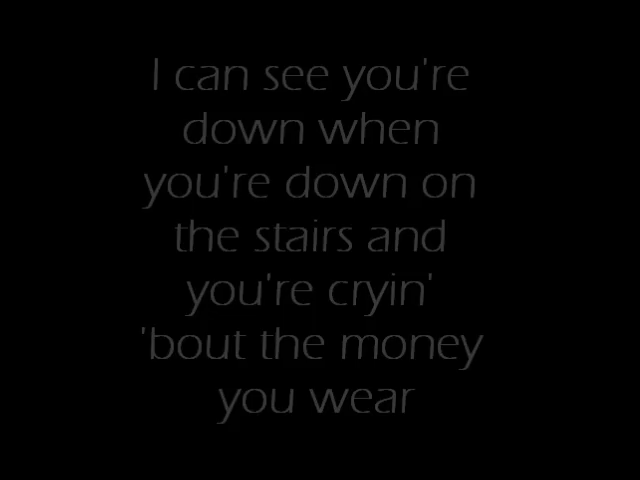 I can see you're
down when
you're down on
the stairs and
you're cryin'
'bout the money
you wear